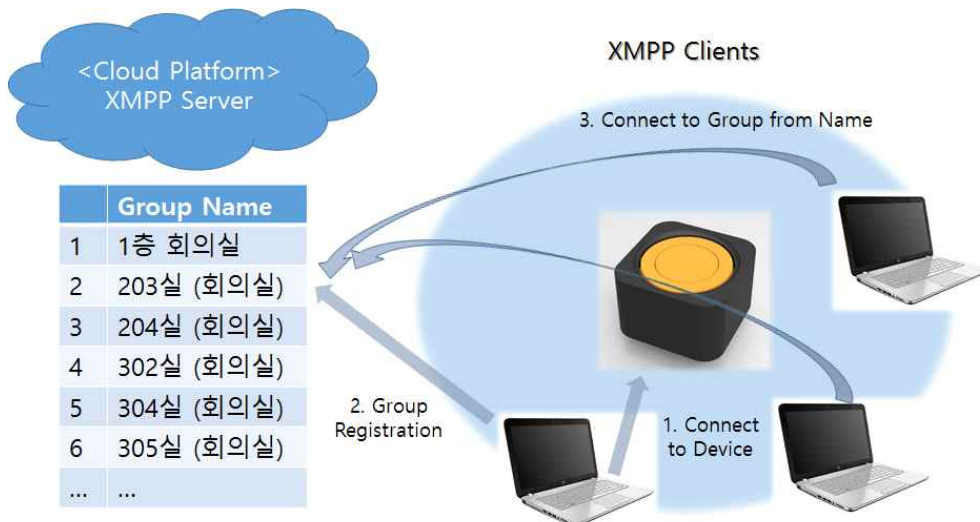 <Cloud Platform>
XMPP Server
XMPP Clients
3. Connect to Group from Name
Group Name
1 1층 회의실
2 203실 (회의실)
3 204실 (회의실)
4 302실 (회의실)
5 304실 (회의실)
6 305실 (회의실)
... ...
2. Group
Registration
1. Connect
to Device